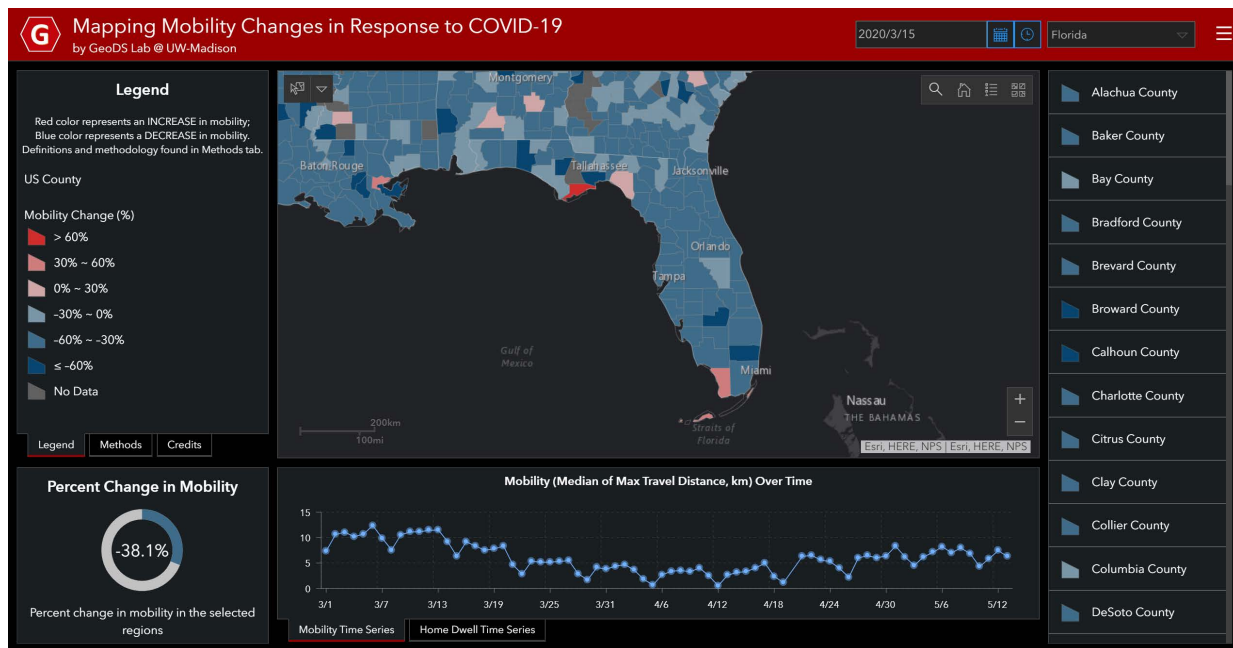 G
Mapping Mobility Changes in Response to COVID-19
by GeoDS Lab @ UW-Madison
2020/3/15
Florida
Legend
Red color represents an INCREASE in mobility;
Blue color represents a DECREASE in mobility.
Definitions and methodology found in Methods tab.
US County
Mobility Change (%)
> 60%
30% ~ 60%
0% ~ 30%
-30% ~ 0%
-60% ~ -30%
≤ -60%
No Data
Legend
Methods
Credits
Montgomery
Baton Rouge
Tallahassee
Jacksonville
Orlando
Tampa
Gulf of
Mexico
Miami
Nassau
THE BAHAMAS
Straits of
Florida
200km
100mi
+
−
Esri, HERE, NPS | Esri, HERE, NPS
Alachua County
Baker County
Bay County
Bradford County
Brevard County
Broward County
Calhoun County
Charlotte County
Citrus County
Clay County
Collier County
Columbia County
DeSoto County
Percent Change in Mobility
-38.1%
Percent change in mobility in the selected
regions
Mobility (Median of Max Travel Distance, km) Over Time
15
10
5
0
3/1
3/7
3/13
3/19
3/25
3/31
4/6
4/12
4/18
4/24
4/30
5/6
5/12
Mobility Time Series
Home Dwell Time Series